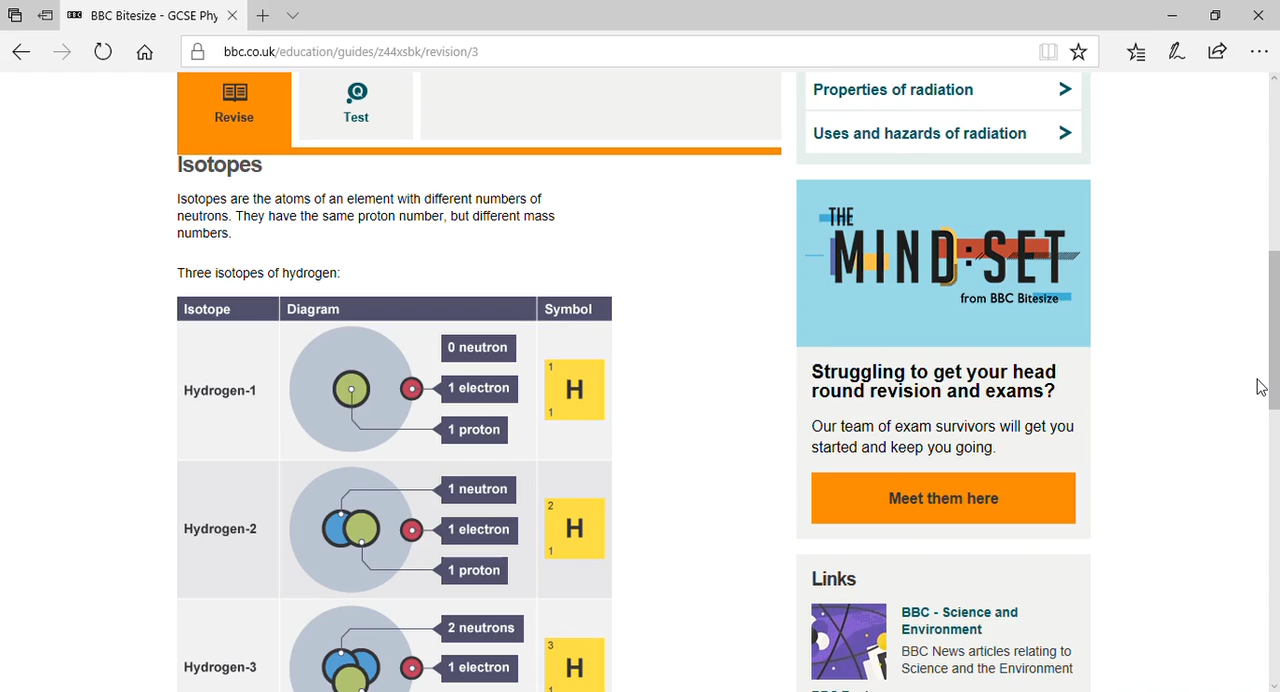 BBC BBC Bitesize - GCSE Phy
bbc.co.uk/education/guides/z44xsbk/revision/3
Revise
Q
Test
Isotopes
Isotopes are the atoms of an element with different numbers of
neutrons. They have the same proton number, but different mass
numbers.
Three isotopes of hydrogen:
Isotope Diagram Symbol
Hydrogen-1
0 neutron
1 electron
1 proton
1
H
1
Hydrogen-2
1 neutron
1 electron
1 proton
2
H
1
Hydrogen-3
2 neutrons
1 electron
3
H
Properties of radiation
Uses and hazards of radiation
THE
MIND:SET
from BBC Bitesize
Struggling to get your head
round revision and exams?
Our team of exam survivors will get you
started and keep you going.
Meet them here
Links
BBC - Science and
Environment
BBC News articles relating to
Science and the Environment